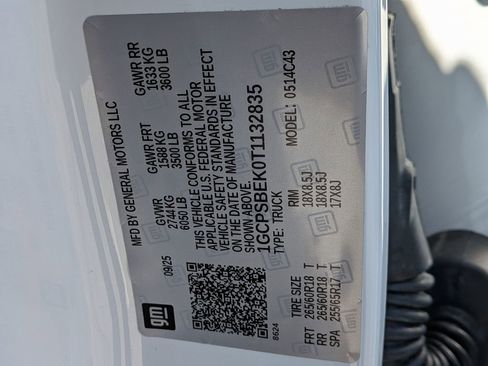 MFD BY GENERAL MOTORS LLC
09/25
GVWR
2744 KG
6050 LB
GAWR FRT
1588 KG
3500 LB
GAWR RR
1633 KG
3600 LB
THIS VEHICLE CONFORMS TO ALL
APPLICABLE U.S. FEDERAL MOTOR
VEHICLE SAFETY STANDARDS IN EFFECT
ON THE DATE OF MANUFACTURE
SHOWN ABOVE.
1GCPSBEK0T1132835
TYPE: TRUCK
MODEL: 0514C43
gm
8624
TIRE SIZE RIM
FRT 265/60R18 T 18X8.5J
RR 265/60R18 T 18X8.5J
SPA 255/65R17 T 17X8J